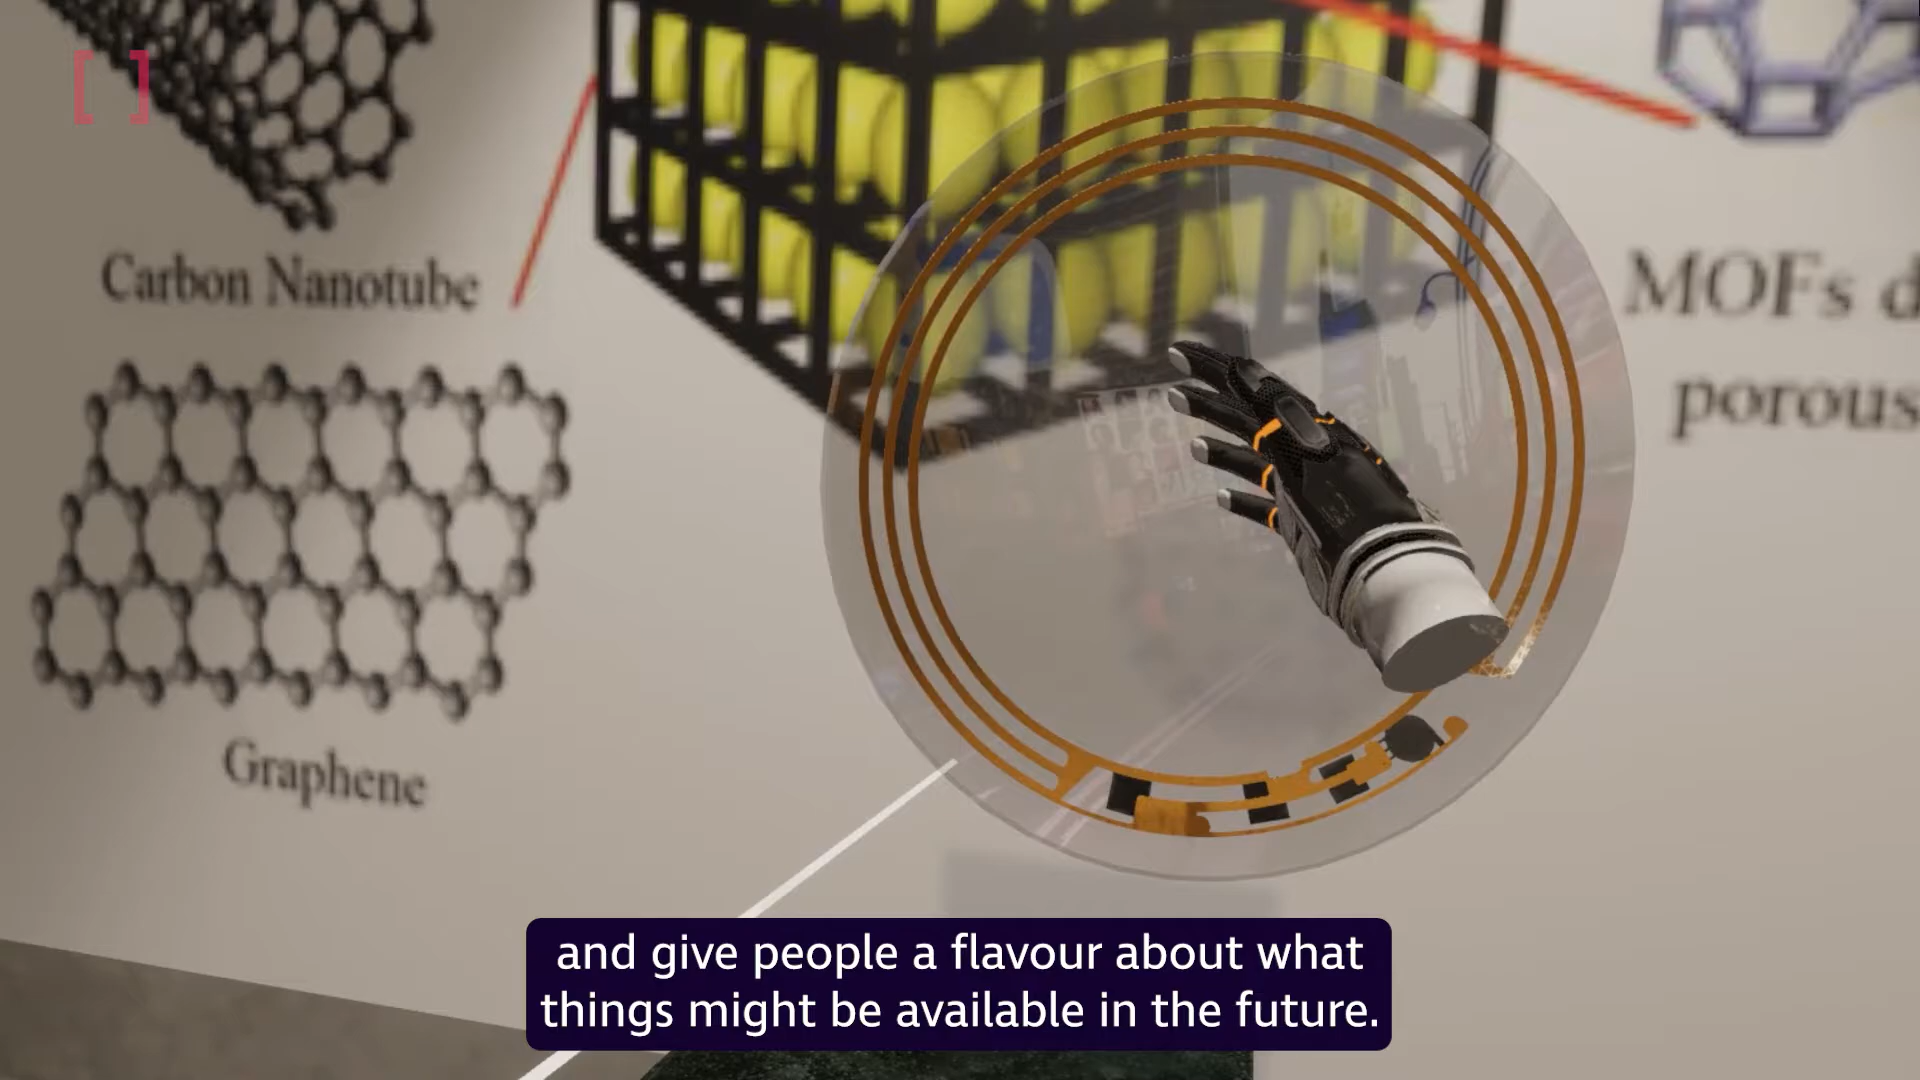 Carbon Nanotube
MOFs d
porous
Graphene
and give people a flavour about what
things might be available in the future.